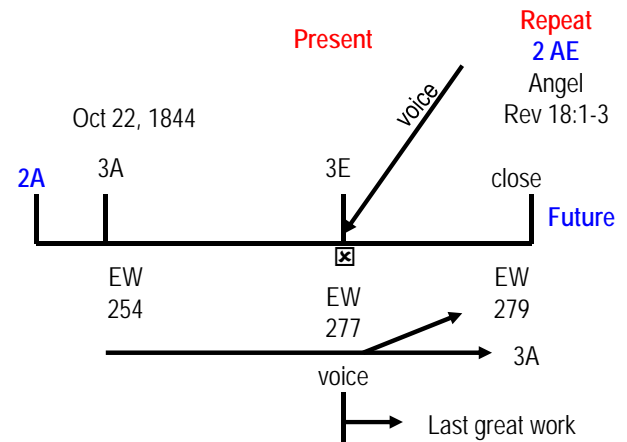 Repeat
Present
2 AE
Angel
Rev 18:1-3
voice
Oct 22, 1844
2A
3A
3E
close
Future
EW
254
EW
277
EW
279
3A
voice
Last great work